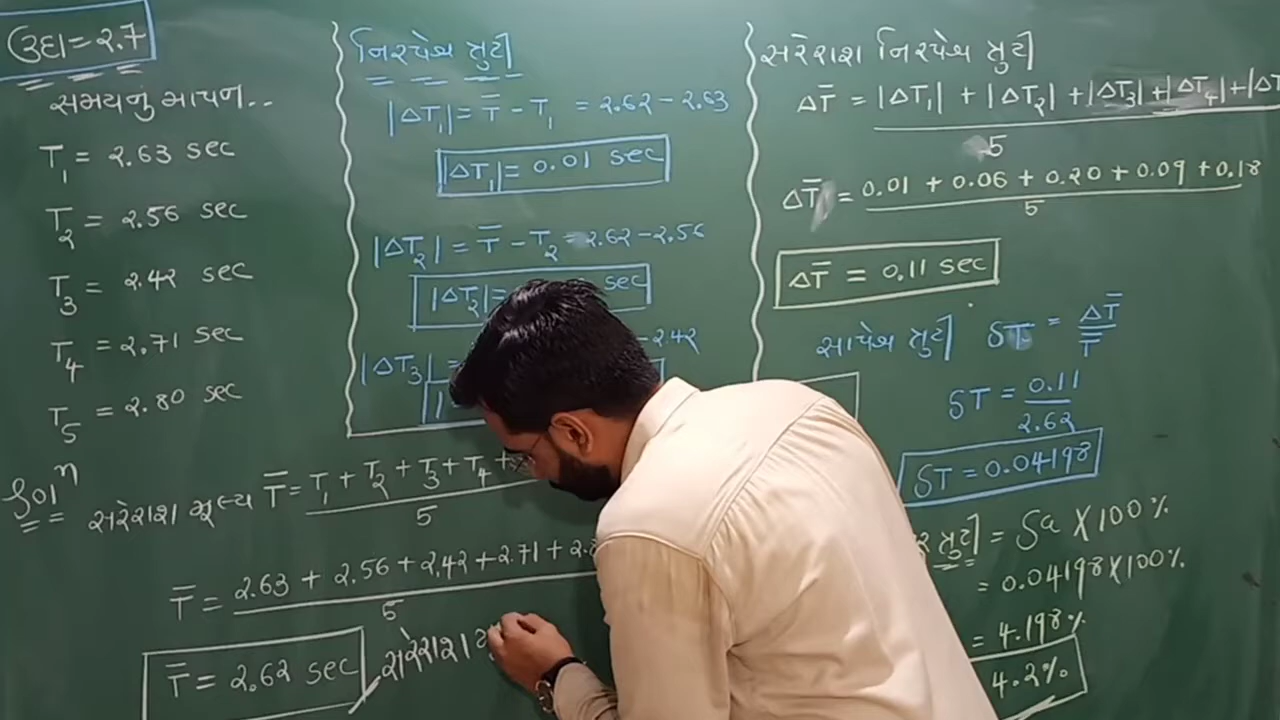 ઉદા = 2.7
સમયનું માપન..
T₁ = 2.63 sec
T₂ = 2.56 sec
T₃ = 2.42 sec
T₄ = 2.71 sec
T₅ = 2.80 sec
Solⁿ
સરેરાશ મૂલ્ય T̅ = T₁ + T₂ + T₃ + T₄ +
5
T̅ = 2.63 + 2.56 + 2.42 + 2.71 + 2.8
5
T̅ = 2.62 sec
સરેરાશ
નિરપેક્ષ ત્રુટી
|ΔT₁| = T̅ - T₁ = 2.62 - 2.63
|ΔT₁| = 0.01 sec
|ΔT₂| = T̅ - T₂ = 2.62 - 2.56
|ΔT₂| = sec
|ΔT₃| = - 2.42
સરેરાશ નિરપેક્ષ ત્રુટી
ΔT̅ = |ΔT₁| + |ΔT₂| + |ΔT₃| + |ΔT₄| + |ΔT
5
ΔT̅ = 0.01 + 0.06 + 0.20 + 0.09 + 0.18
5
ΔT̅ = 0.11 sec
સાપેક્ષ ત્રુટી δT = ΔT̅ / T̅
δT = 0.11 / 2.62
δT = 0.04198
ત્રુટી = δa × 100%
= 0.04198 × 100%
= 4.198%
4.2%